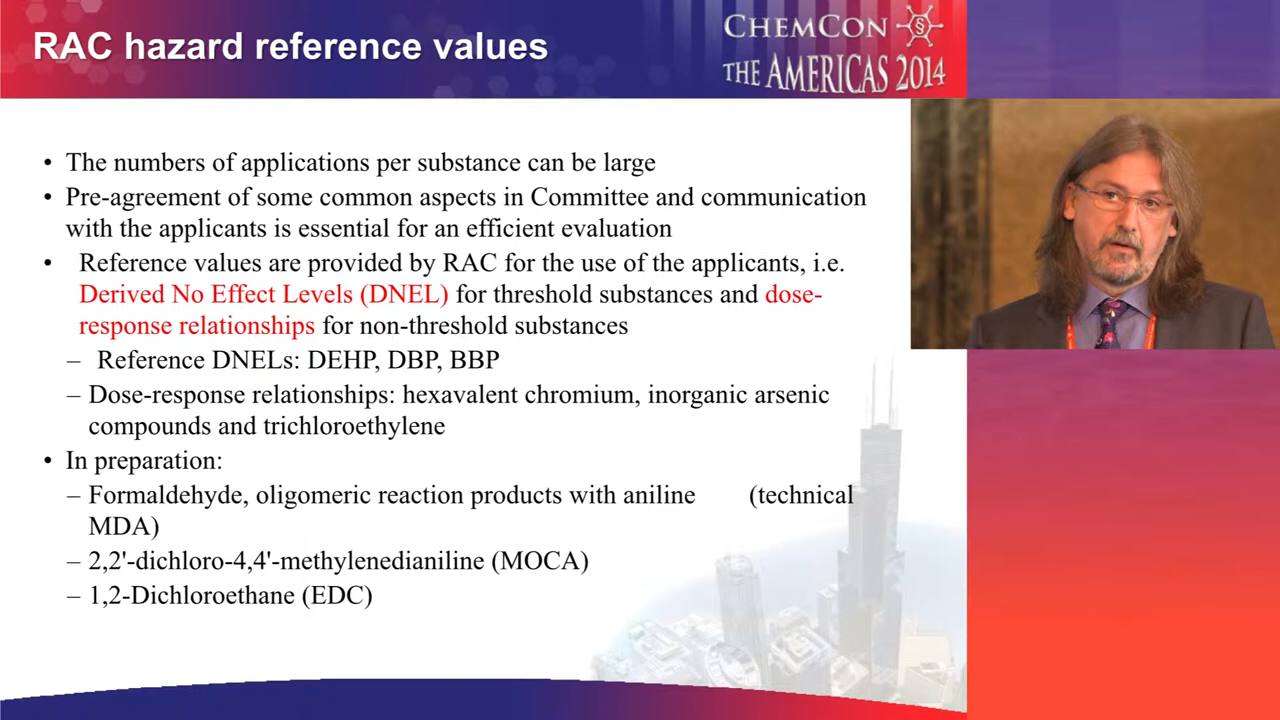 RAC hazard reference values
CHEMCON §
THE AMERICAS 2014
• The numbers of applications per substance can be large
• Pre-agreement of some common aspects in Committee and communication
with the applicants is essential for an efficient evaluation
• Reference values are provided by RAC for the use of the applicants, i.e.
Derived No Effect Levels (DNEL) for threshold substances and dose-
response relationships for non-threshold substances
– Reference DNELs: DEHP, DBP, BBP
– Dose-response relationships: hexavalent chromium, inorganic arsenic
compounds and trichloroethylene
• In preparation:
– Formaldehyde, oligomeric reaction products with aniline (technical
MDA)
– 2,2'-dichloro-4,4'-methylenedianiline (MOCA)
– 1,2-Dichloroethane (EDC)